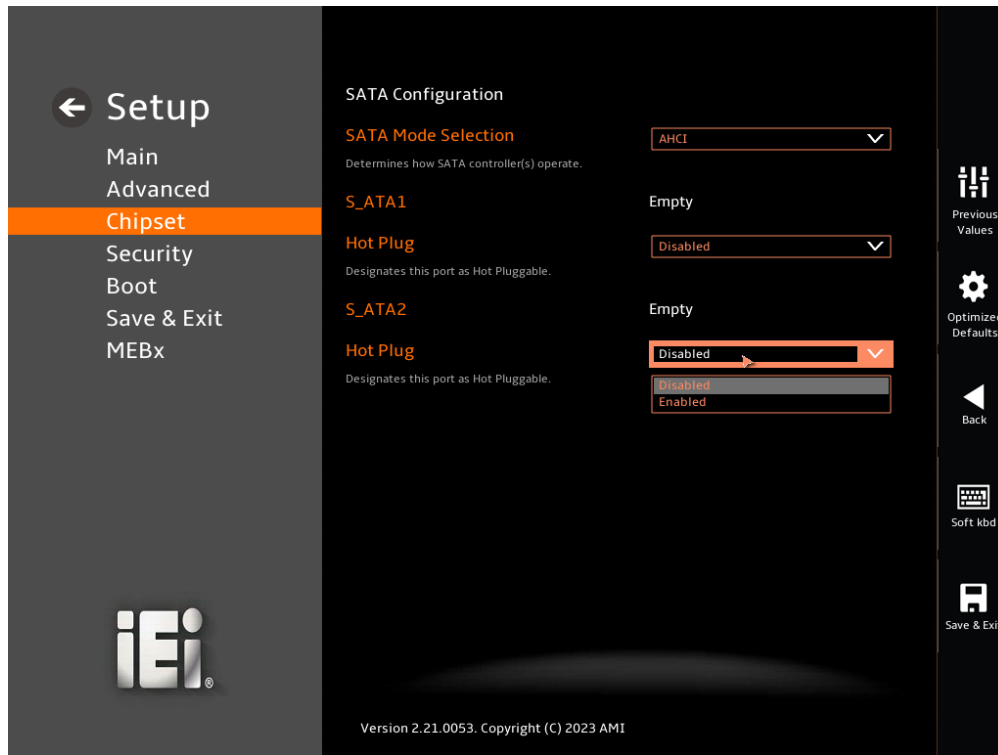 Setup
Main
Advanced
Chipset
Security
Boot
Save & Exit
MEBx
iEi®
SATA Configuration
SATA Mode Selection
AHCI
Determines how SATA controller(s) operate.
S_ATA1
Empty
Hot Plug
Disabled
Designates this port as Hot Pluggable.
S_ATA2
Empty
Hot Plug
Disabled
Designates this port as Hot Pluggable.
Disabled
Enabled
Version 2.21.0053. Copyright (C) 2023 AMI
Previous
Values
Optimized
Defaults
Back
Soft kbd
Save & Exi